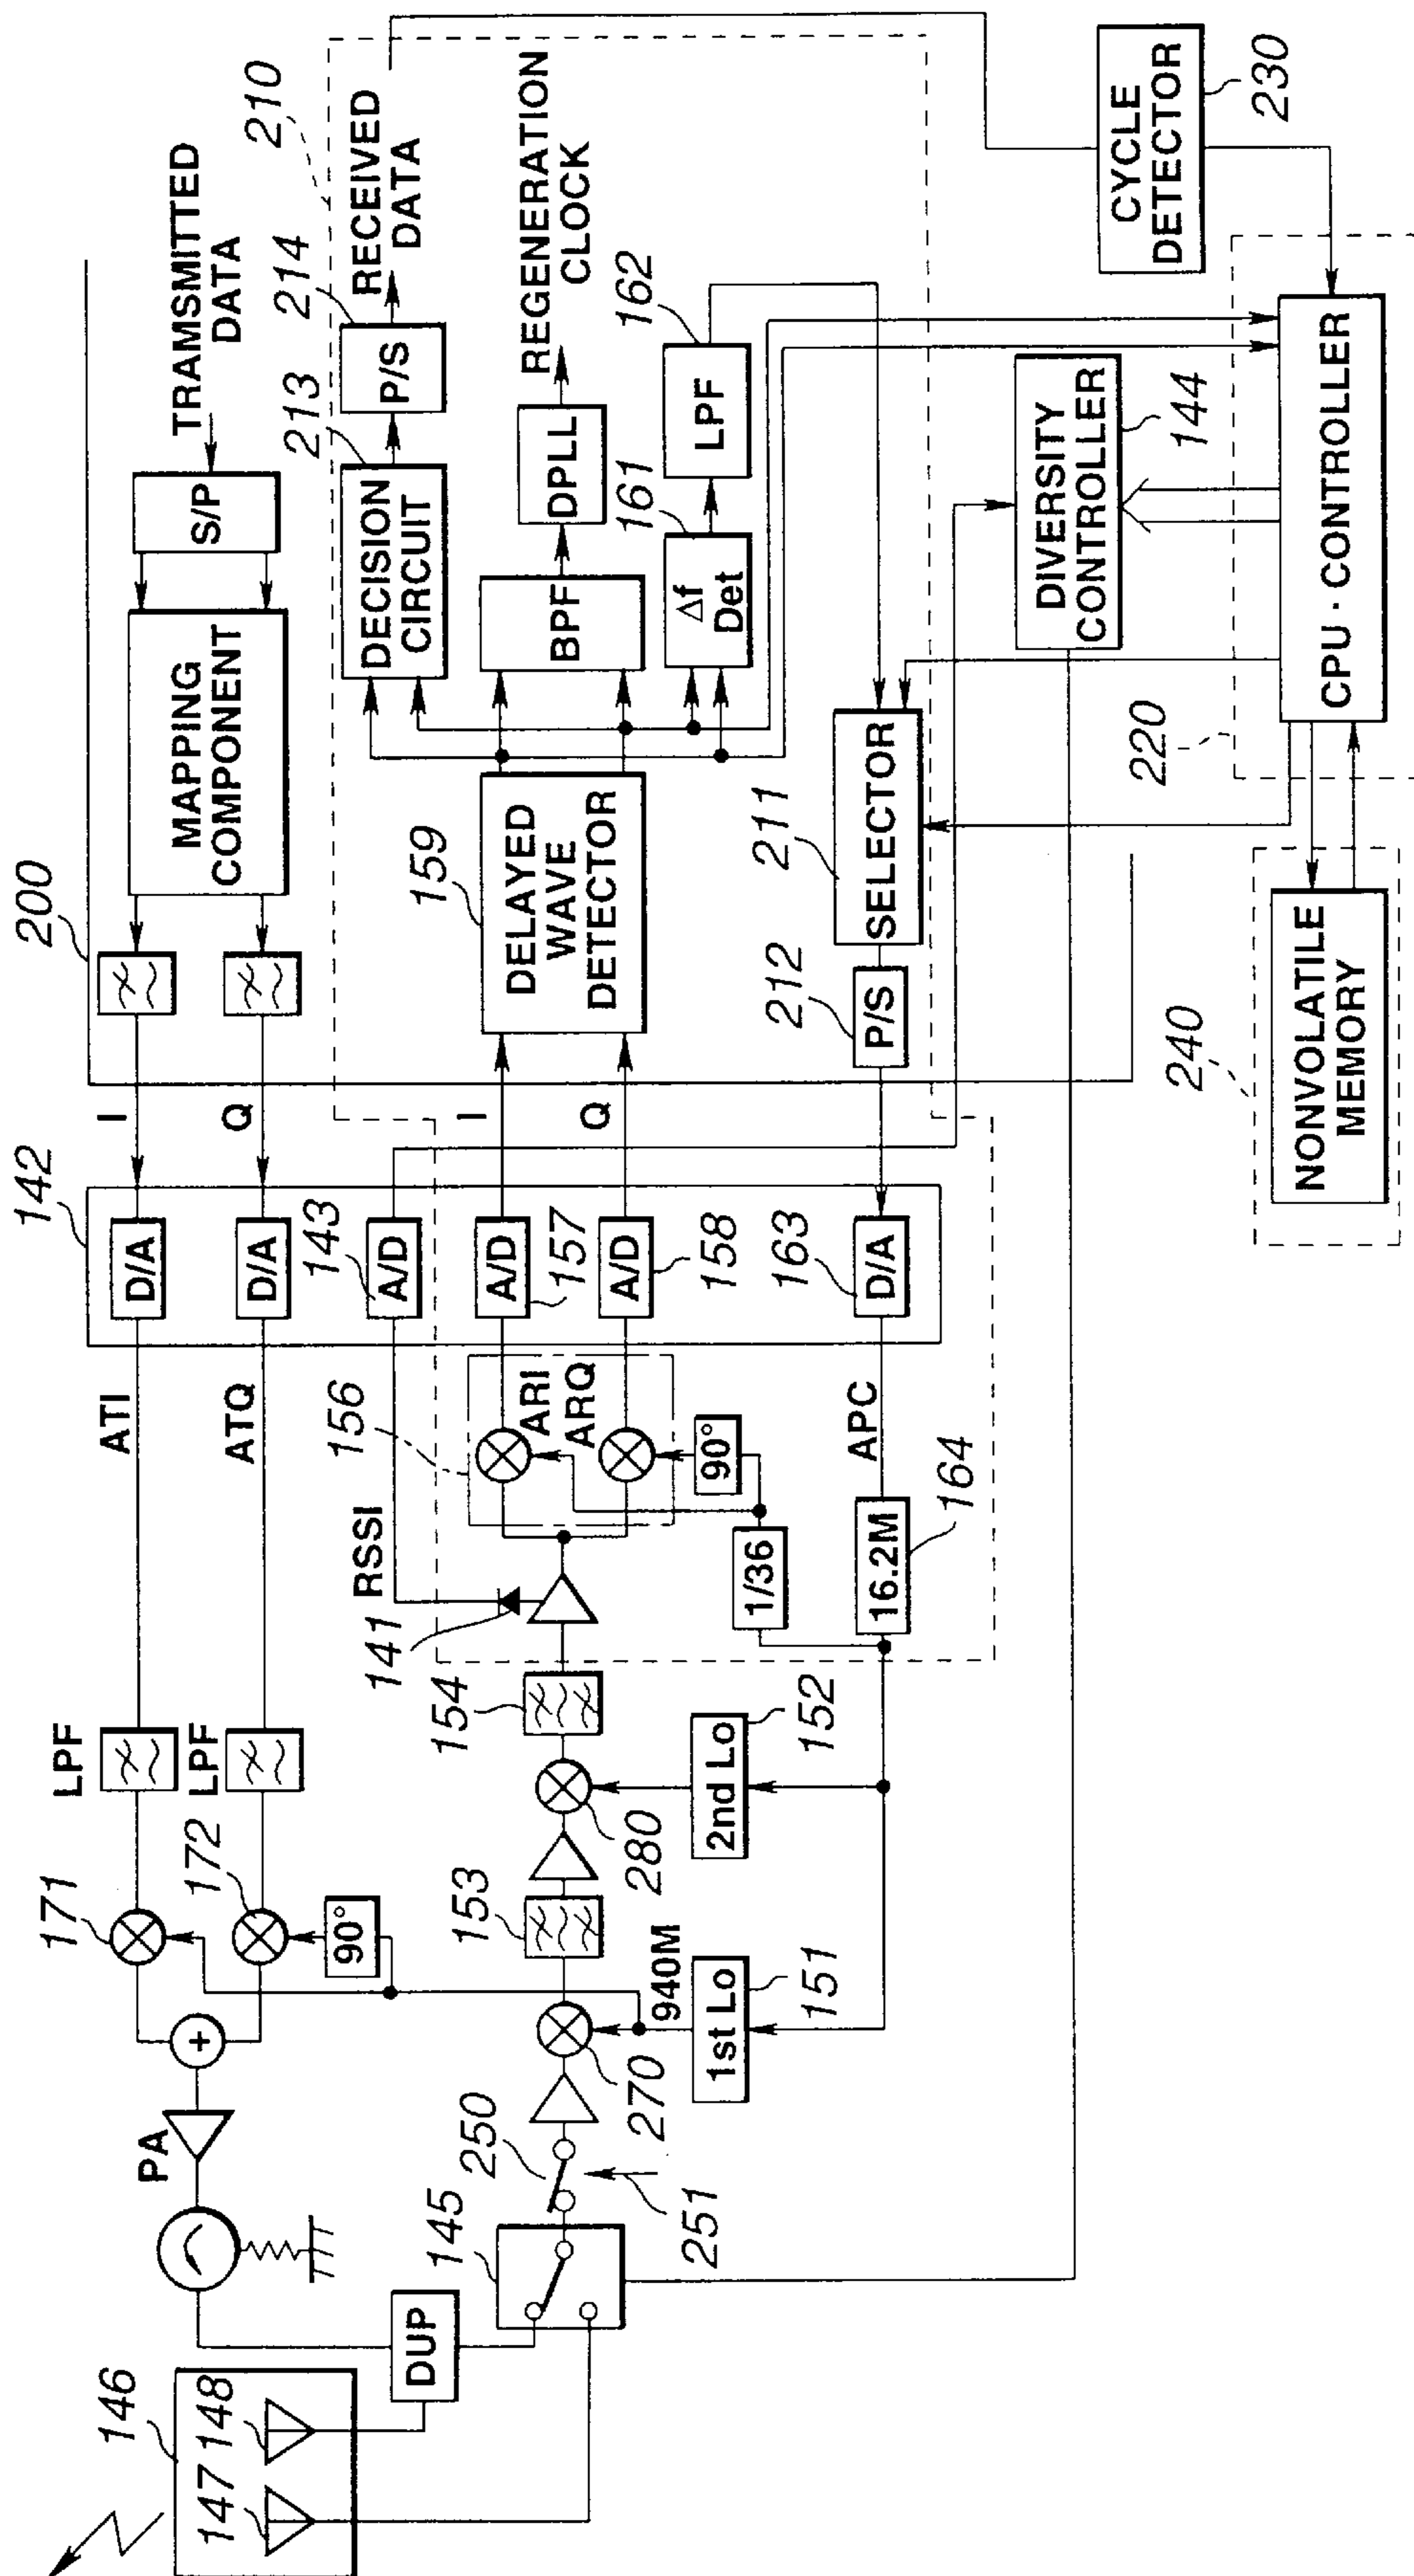 146
147
148
DUP
PA
+
171
172
90°
LPF
LPF
ATI
ATQ
142
D/A
D/A
I
Q
200
MAPPING
COMPONENT
S/P
TRAMSMITTED
DATA
145
250
251
270
940M
1st Lo
151
153
280
2nd Lo
152
154
141
RSSI
156
ARI
ARQ
90°
1/36
16.2M
164
APC
143
A/D
A/D
157
A/D
158
163
D/A
I
Q
159
DELAYED
WAVE
DETECTOR
212
P/S
211
SELECTOR
213
DECISION
CIRCUIT
214
P/S
RECEIVED
DATA
210
BPF
DPLL
REGENERATION
CLOCK
161
Δf
Det
162
LPF
DIVERSITY
CONTROLLER
144
CYCLE
DETECTOR
230
220
CPU · CONTROLLER
240
NONVOLATILE
MEMORY